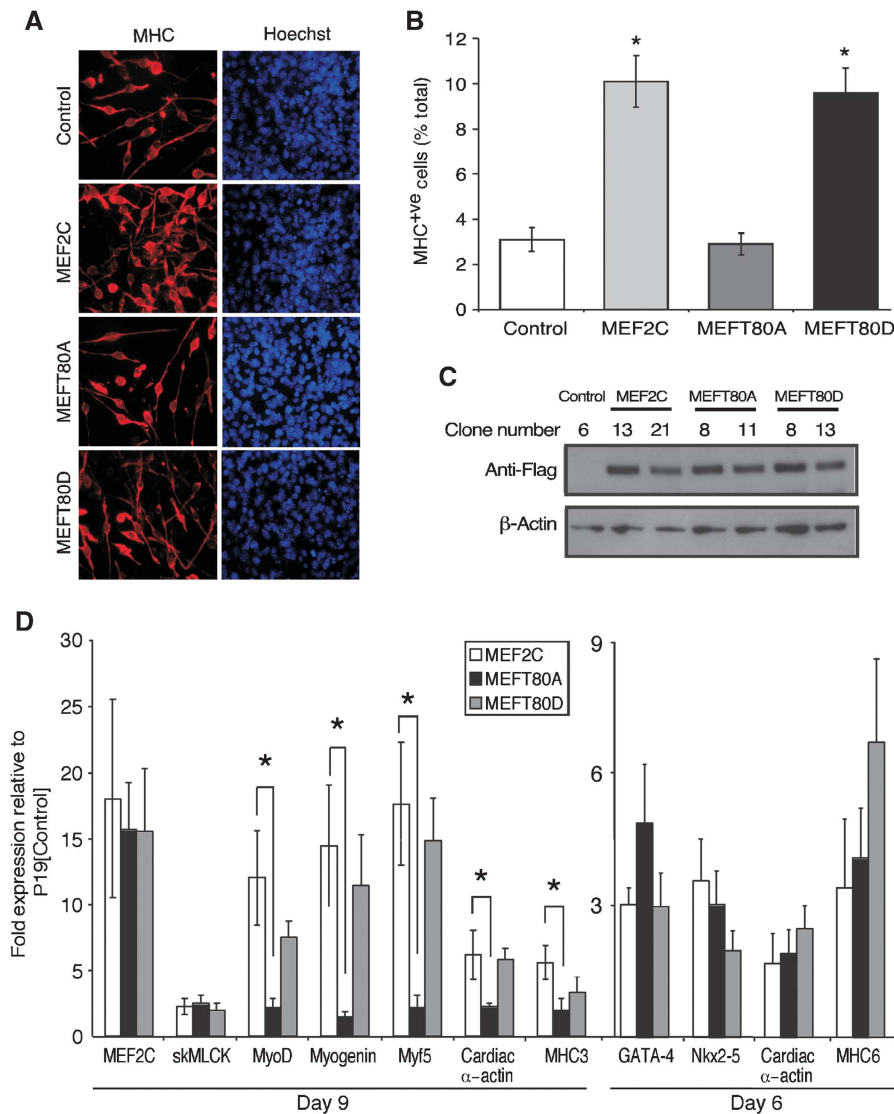 A
MHC
Hoechst
Control
MEF2C
MEFT80A
MEFT80D
B
MHC+ve cells (% total)
12
10
8
6
4
2
0
*
*
Control
MEF2C
MEFT80A
MEFT80D
C
Control
MEF2C
MEFT80A
MEFT80D
Clone number
6
13
21
8
11
8
13
Anti-Flag
β-Actin
D
Fold expression relative to
P19[Control]
30
25
20
15
10
5
0
*
*
*
*
*
MEF2C
MEFT80A
MEFT80D
9
6
3
MEF2C
skMLCK
MyoD
Myogenin
Myf5
Cardiac
α-actin
MHC3
GATA-4
Nkx2-5
Cardiac
α-actin
MHC6
Day 9
Day 6